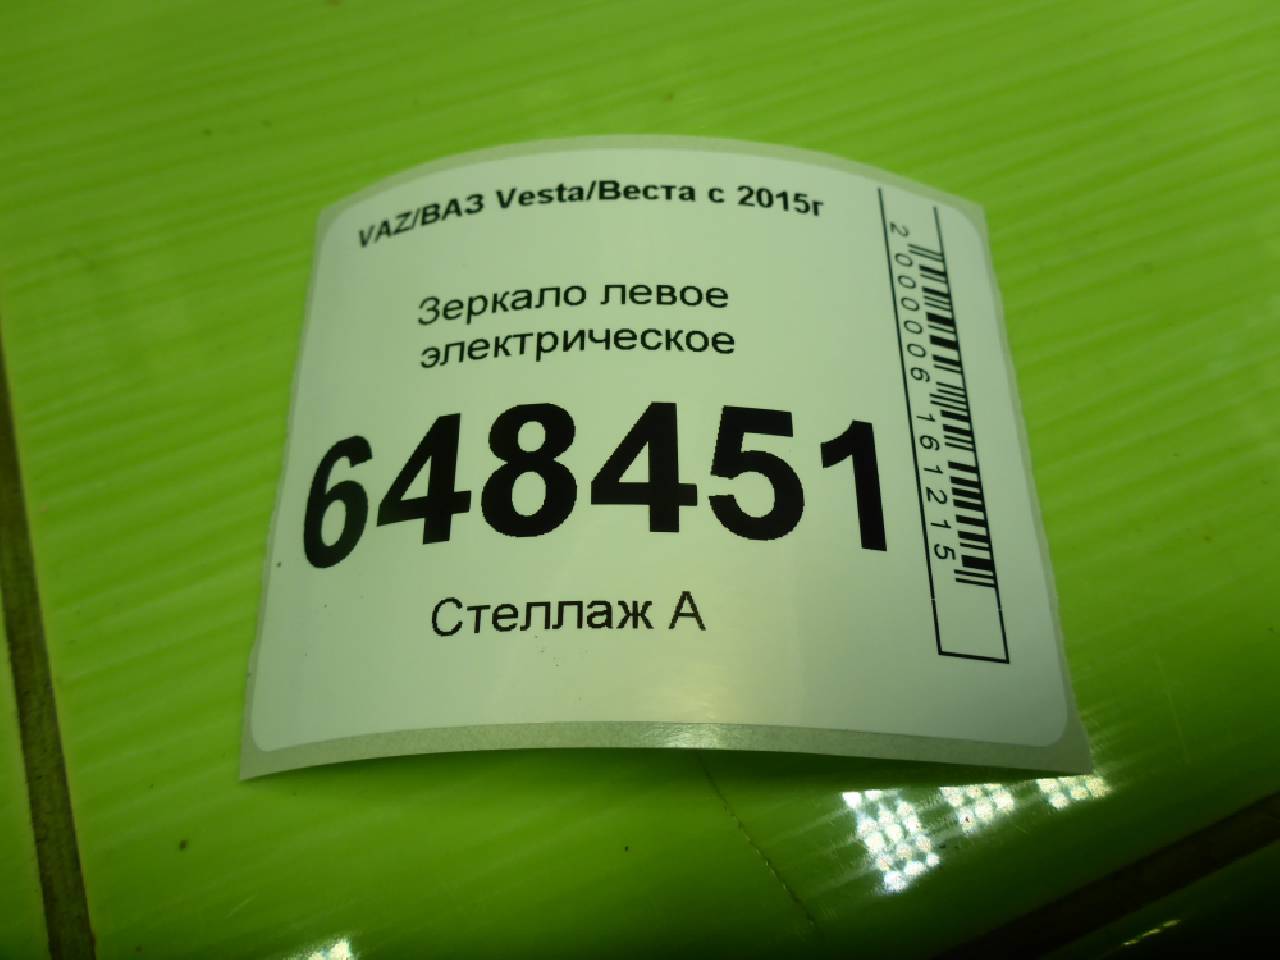 VAZ/ВАЗ Vesta/Веста с 2015г
Зеркало левое
электрическое
648451
Стеллаж А
2000006161215